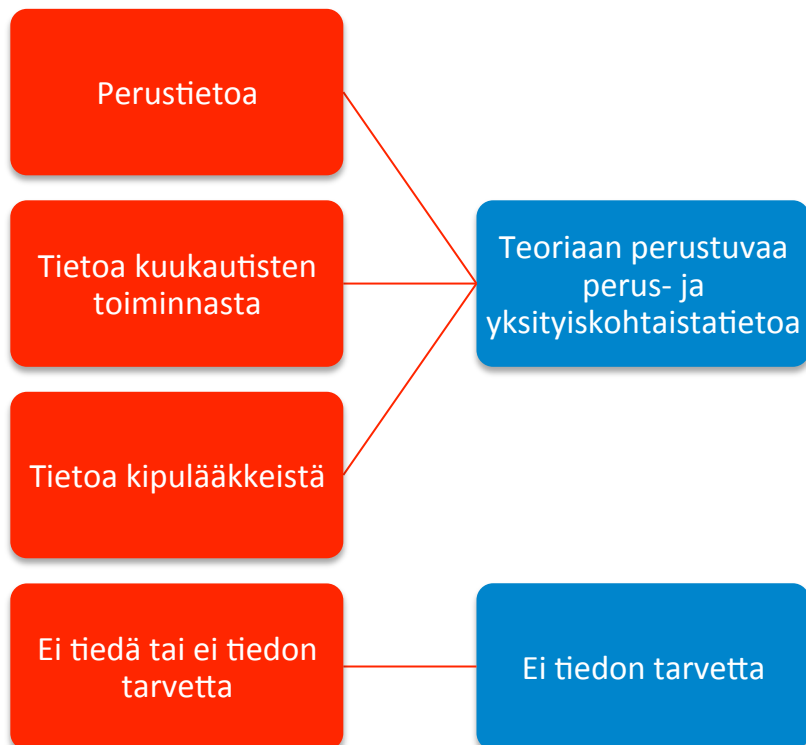 Perustietoa
Tietoa kuukautisten
toiminnasta
Teoriaan perustuvaa
perus- ja
yksityiskohtaistatietoa
Tietoa kipulääkkeistä
Ei tiedä tai ei tiedon
tarvetta
Ei tiedon tarvetta